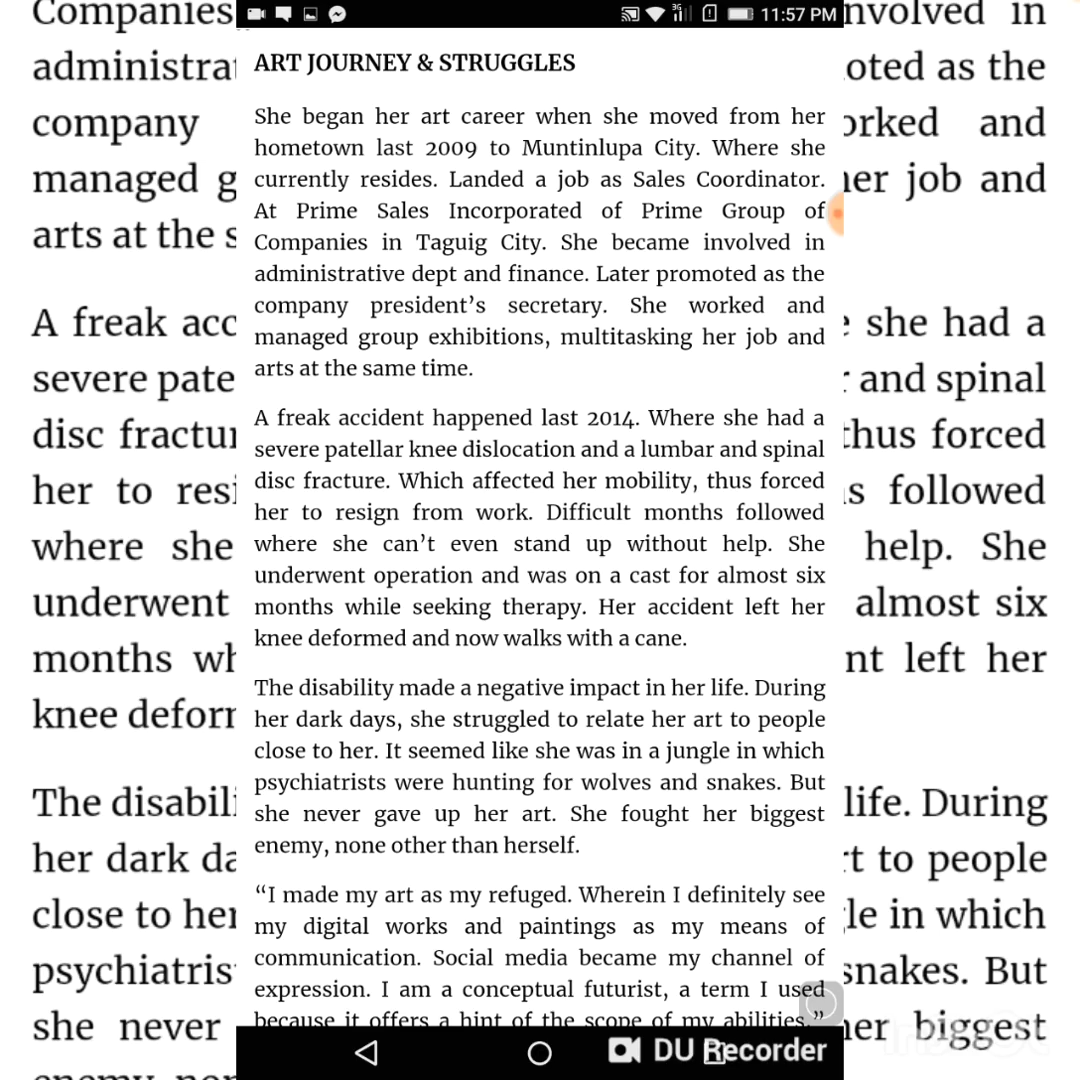 11:57 PM
ART JOURNEY & STRUGGLES
She began her art career when she moved from her
hometown last 2009 to Muntinlupa City. Where she
currently resides. Landed a job as Sales Coordinator.
At Prime Sales Incorporated of Prime Group of
Companies in Taguig City. She became involved in
administrative dept and finance. Later promoted as the
company president’s secretary. She worked and
managed group exhibitions, multitasking her job and
arts at the same time.
A freak accident happened last 2014. Where she had a
severe patellar knee dislocation and a lumbar and spinal
disc fracture. Which affected her mobility, thus forced
her to resign from work. Difficult months followed
where she can’t even stand up without help. She
underwent operation and was on a cast for almost six
months while seeking therapy. Her accident left her
knee deformed and now walks with a cane.
The disability made a negative impact in her life. During
her dark days, she struggled to relate her art to people
close to her. It seemed like she was in a jungle in which
psychiatrists were hunting for wolves and snakes. But
she never gave up her art. She fought her biggest
enemy, none other than herself.
“I made my art as my refuged. Wherein I definitely see
my digital works and paintings as my means of
communication. Social media became my channel of
expression. I am a conceptual futurist, a term I used
because it offers a hint of the scope of my abilities.”
DU Recorder